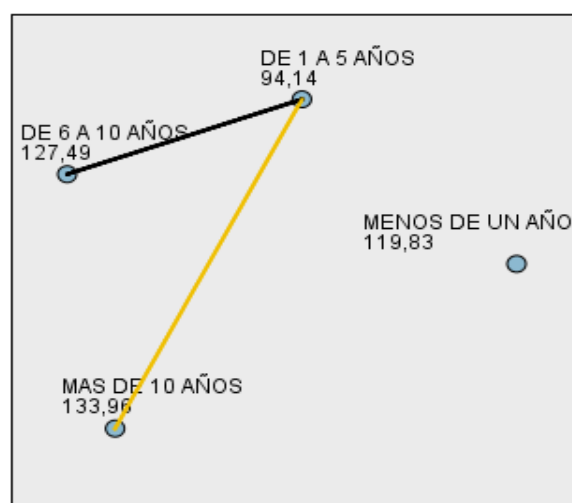 DE 1 A 5 AÑOS
94,14
DE 6 A 10 AÑOS
127,49
MENOS DE UN AÑO
119,83
MAS DE 10 AÑOS
133,96